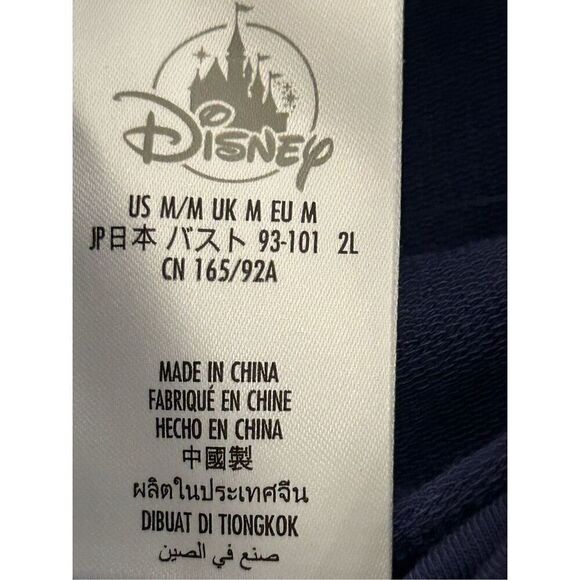 DISNEY
US M/M UK M EU M
JP日本 バスト 93-101 2L
CN 165/92A
MADE IN CHINA
FABRIQUÉ EN CHINE
HECHO EN CHINA
中國製
ผลิตในประเทศจีน
DIBUAT DI TIONGKOK
صنع في الصين